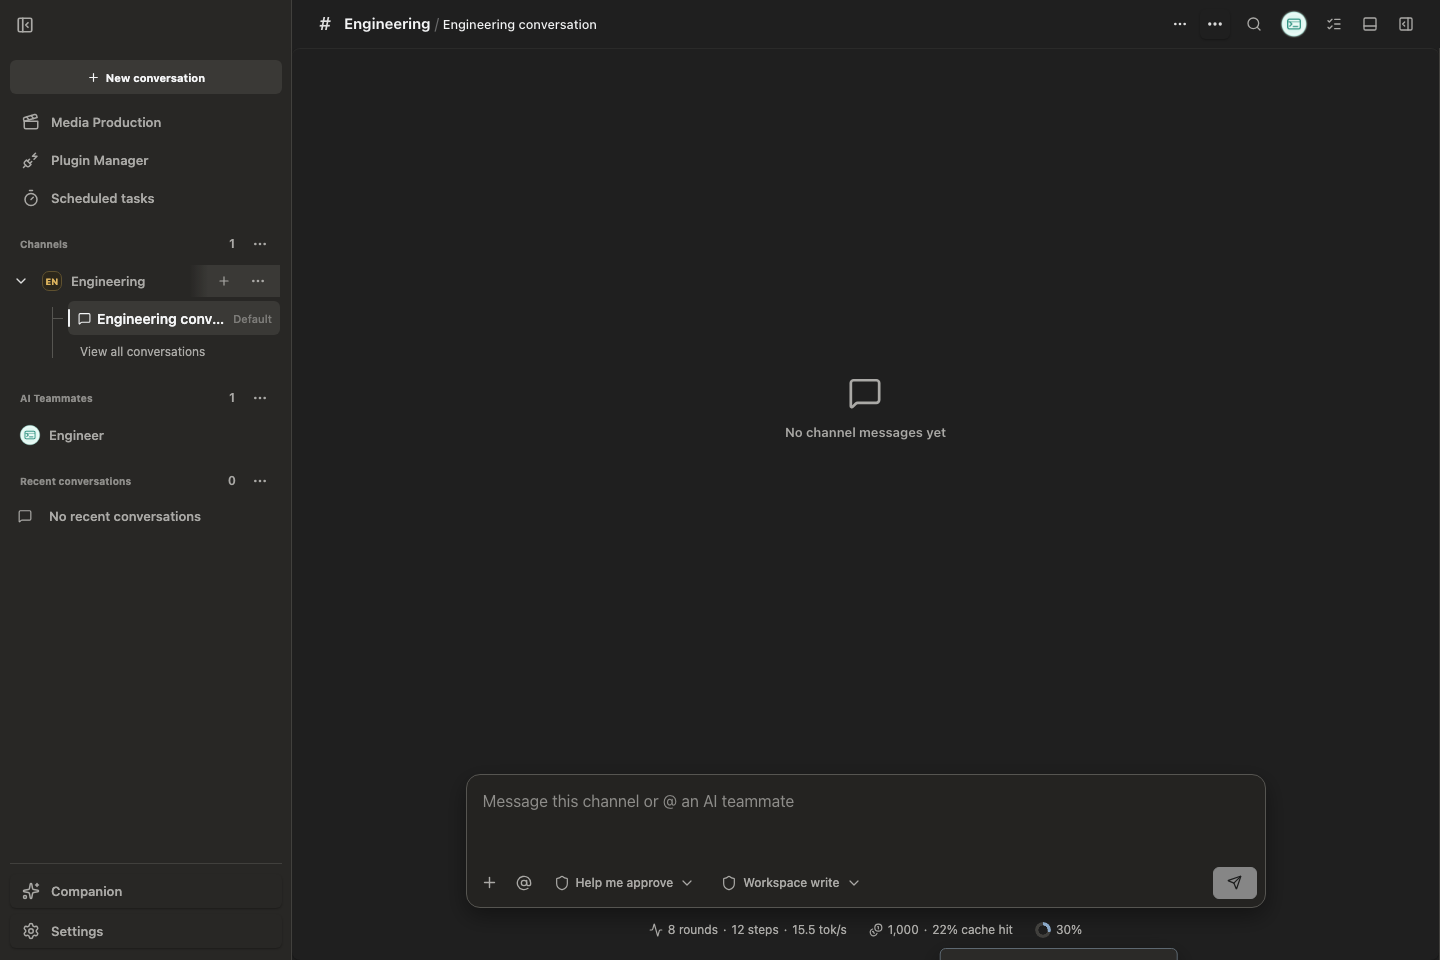 New conversation
Media Production
Plugin Manager
Scheduled tasks
Channels 1
EN Engineering
Engineering conv... Default
View all conversations
AI Teammates 1
Engineer
Recent conversations 0
No recent conversations
Companion
Settings
# Engineering / Engineering conversation
No channel messages yet
Message this channel or @ an AI teammate
Help me approve Workspace write
8 rounds · 12 steps · 15.5 tok/s 1,000 · 22% cache hit 30%